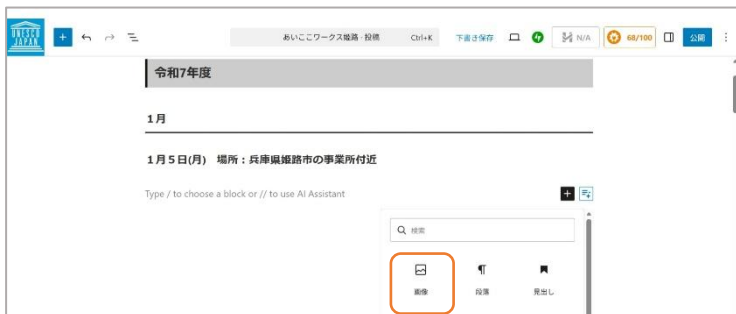 UNESCO
JAPAN
あいここワークス姫路 · 投稿 Ctrl+K
下書き保存
N/A
68/100
公開
令和7年度
1月
1月5日(月) 場所：兵庫県姫路市の事業所付近
Type / to choose a block or // to use AI Assistant
検索
画像 段落 見出し